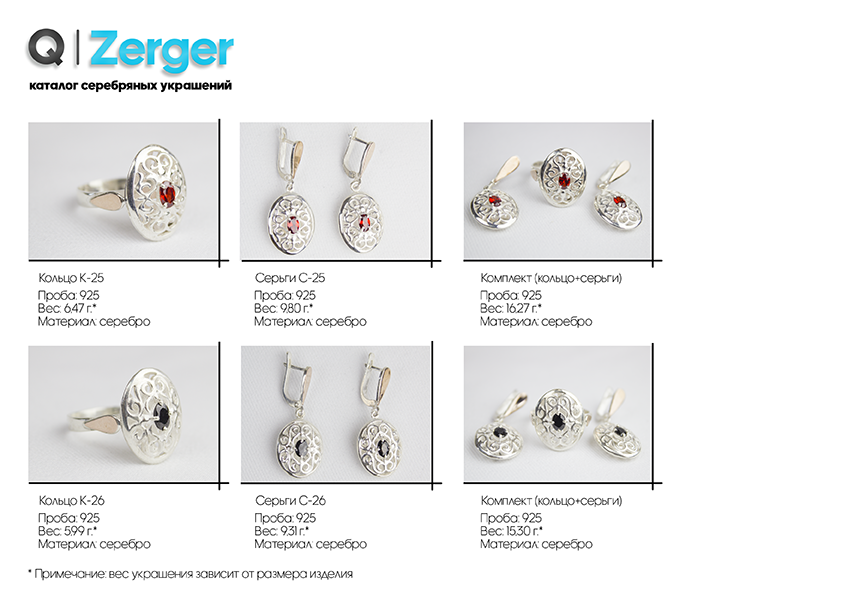 Q | Zerger
каталог серебряных украшений
Кольцо К-25
Проба: 925
Вес: 6,47 г.*
Материал: серебро
Серьги С-25
Проба: 925
Вес: 9,80 г.*
Материал: серебро
Комплект (кольцо+серьги)
Проба: 925
Вес: 16,27 г.*
Материал: серебро
Кольцо К-26
Проба: 925
Вес: 5,99 г.*
Материал: серебро
Серьги С-26
Проба: 925
Вес: 9,31 г.*
Материал: серебро
Комплект (кольцо+серьги)
Проба: 925
Вес: 15,30 г.*
Материал: серебро
* Примечание: вес украшения зависит от размера изделия